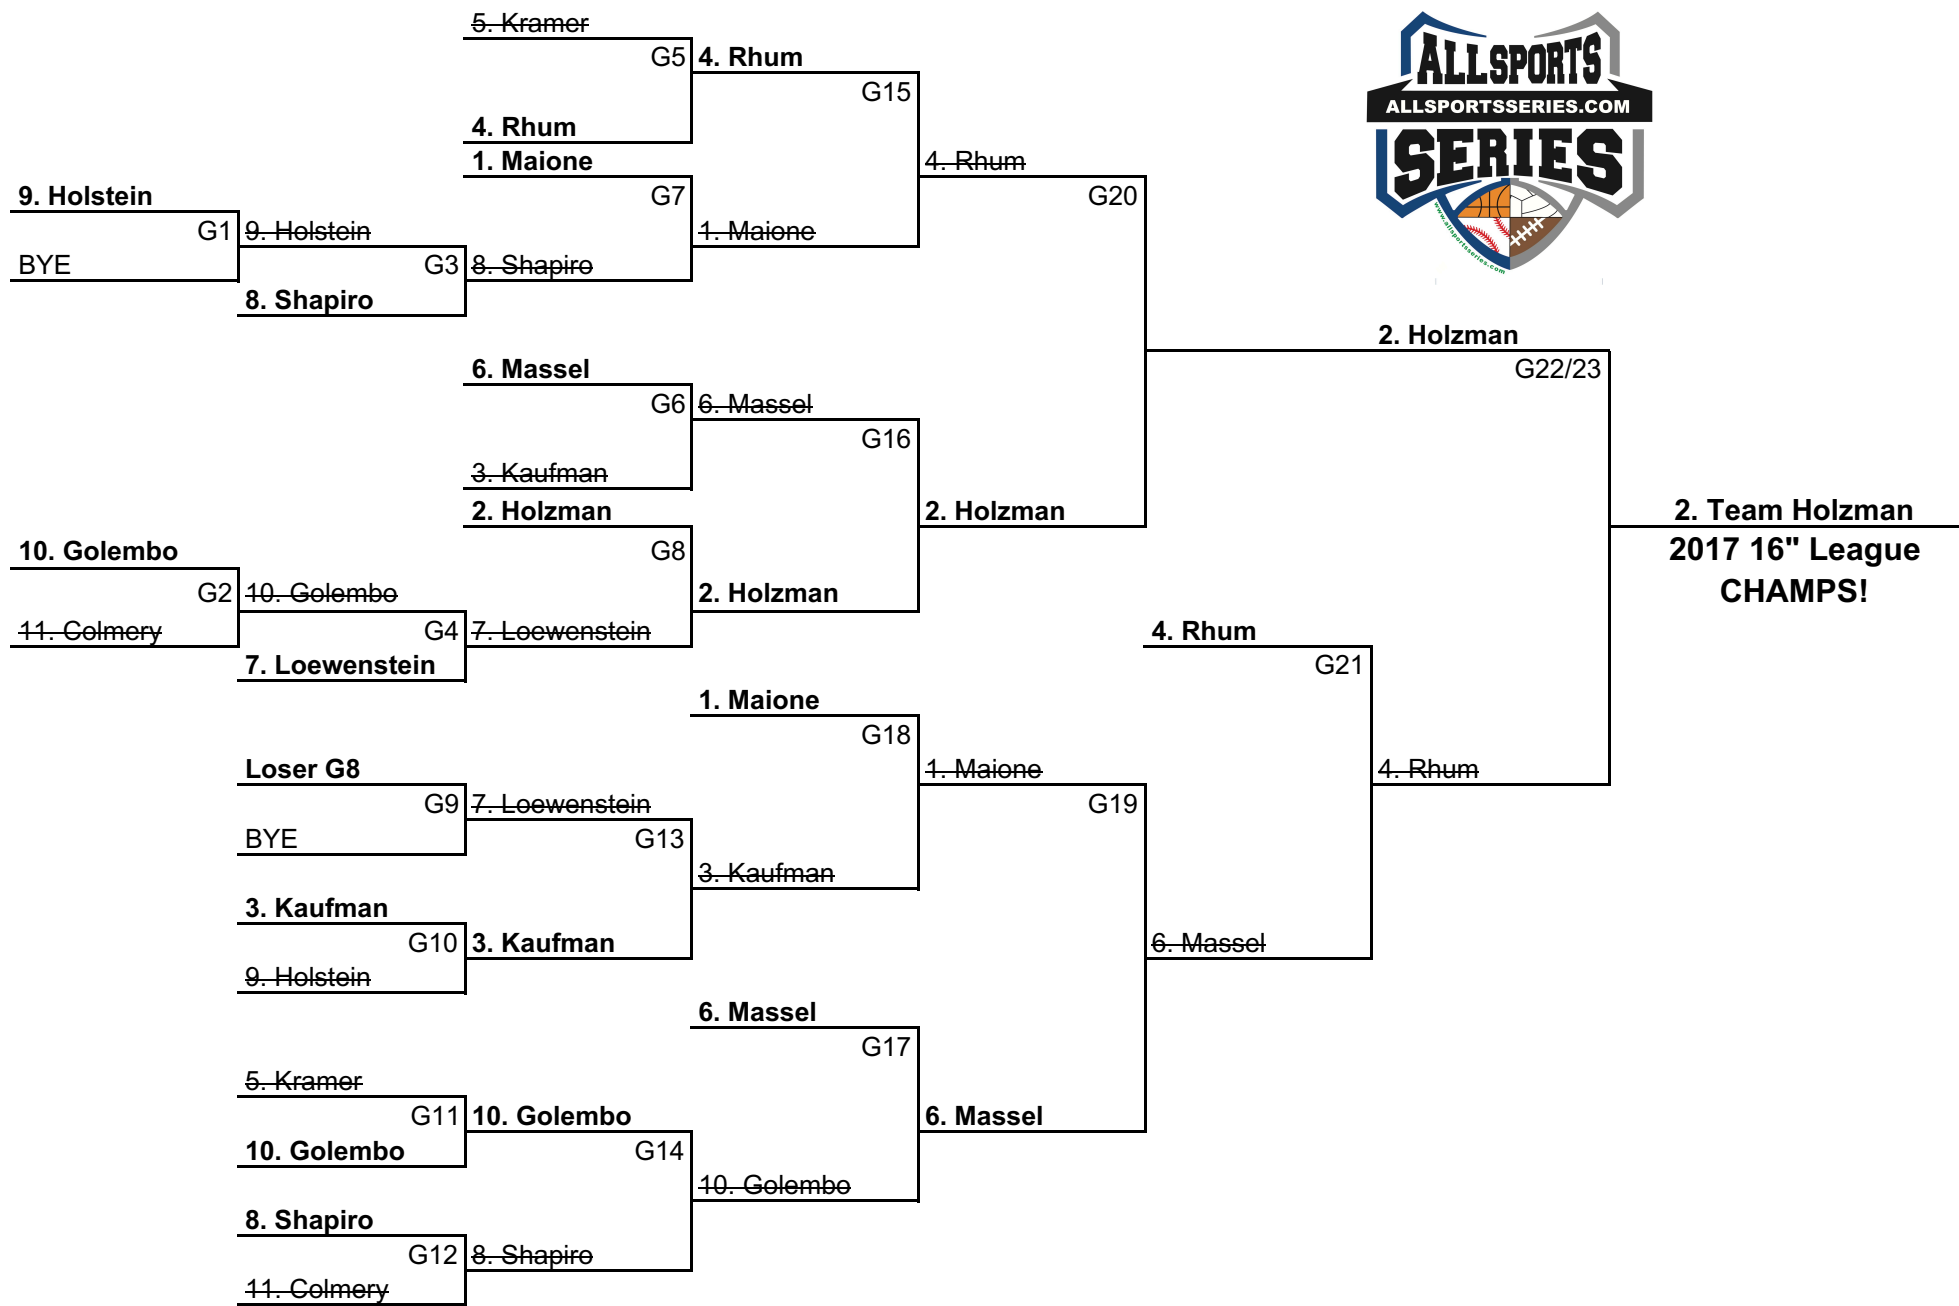 5. Kramer
G5
4. Rhum
G15
4. Rhum
1. Maione
G7
4. Rhum
G20
9. Holstein
G1
9. Holstein
1. Maione
BYE
G3
8. Shapiro
8. Shapiro
ALLSPORTS
ALLSPORTSSERIES.COM
SERIES
www.allsportsseries.com
2. Holzman
G22/23
6. Massel
G6
6. Massel
G16
3. Kaufman
2. Holzman
G8
2. Holzman
10. Golembo
G2
10. Golembo
2. Holzman
11. Colmery
G4
7. Loewenstein
7. Loewenstein
2. Team Holzman
2017 16" League
CHAMPS!
4. Rhum
G21
1. Maione
G18
Loser G8
G9
7. Loewenstein
1. Maione
G19
4. Rhum
BYE
G13
3. Kaufman
3. Kaufman
G10
3. Kaufman
9. Holstein
6. Massel
6. Massel
G17
5. Kramer
G11
10. Golembo
6. Massel
10. Golembo
G14
10. Golembo
8. Shapiro
G12
8. Shapiro
11. Colmery